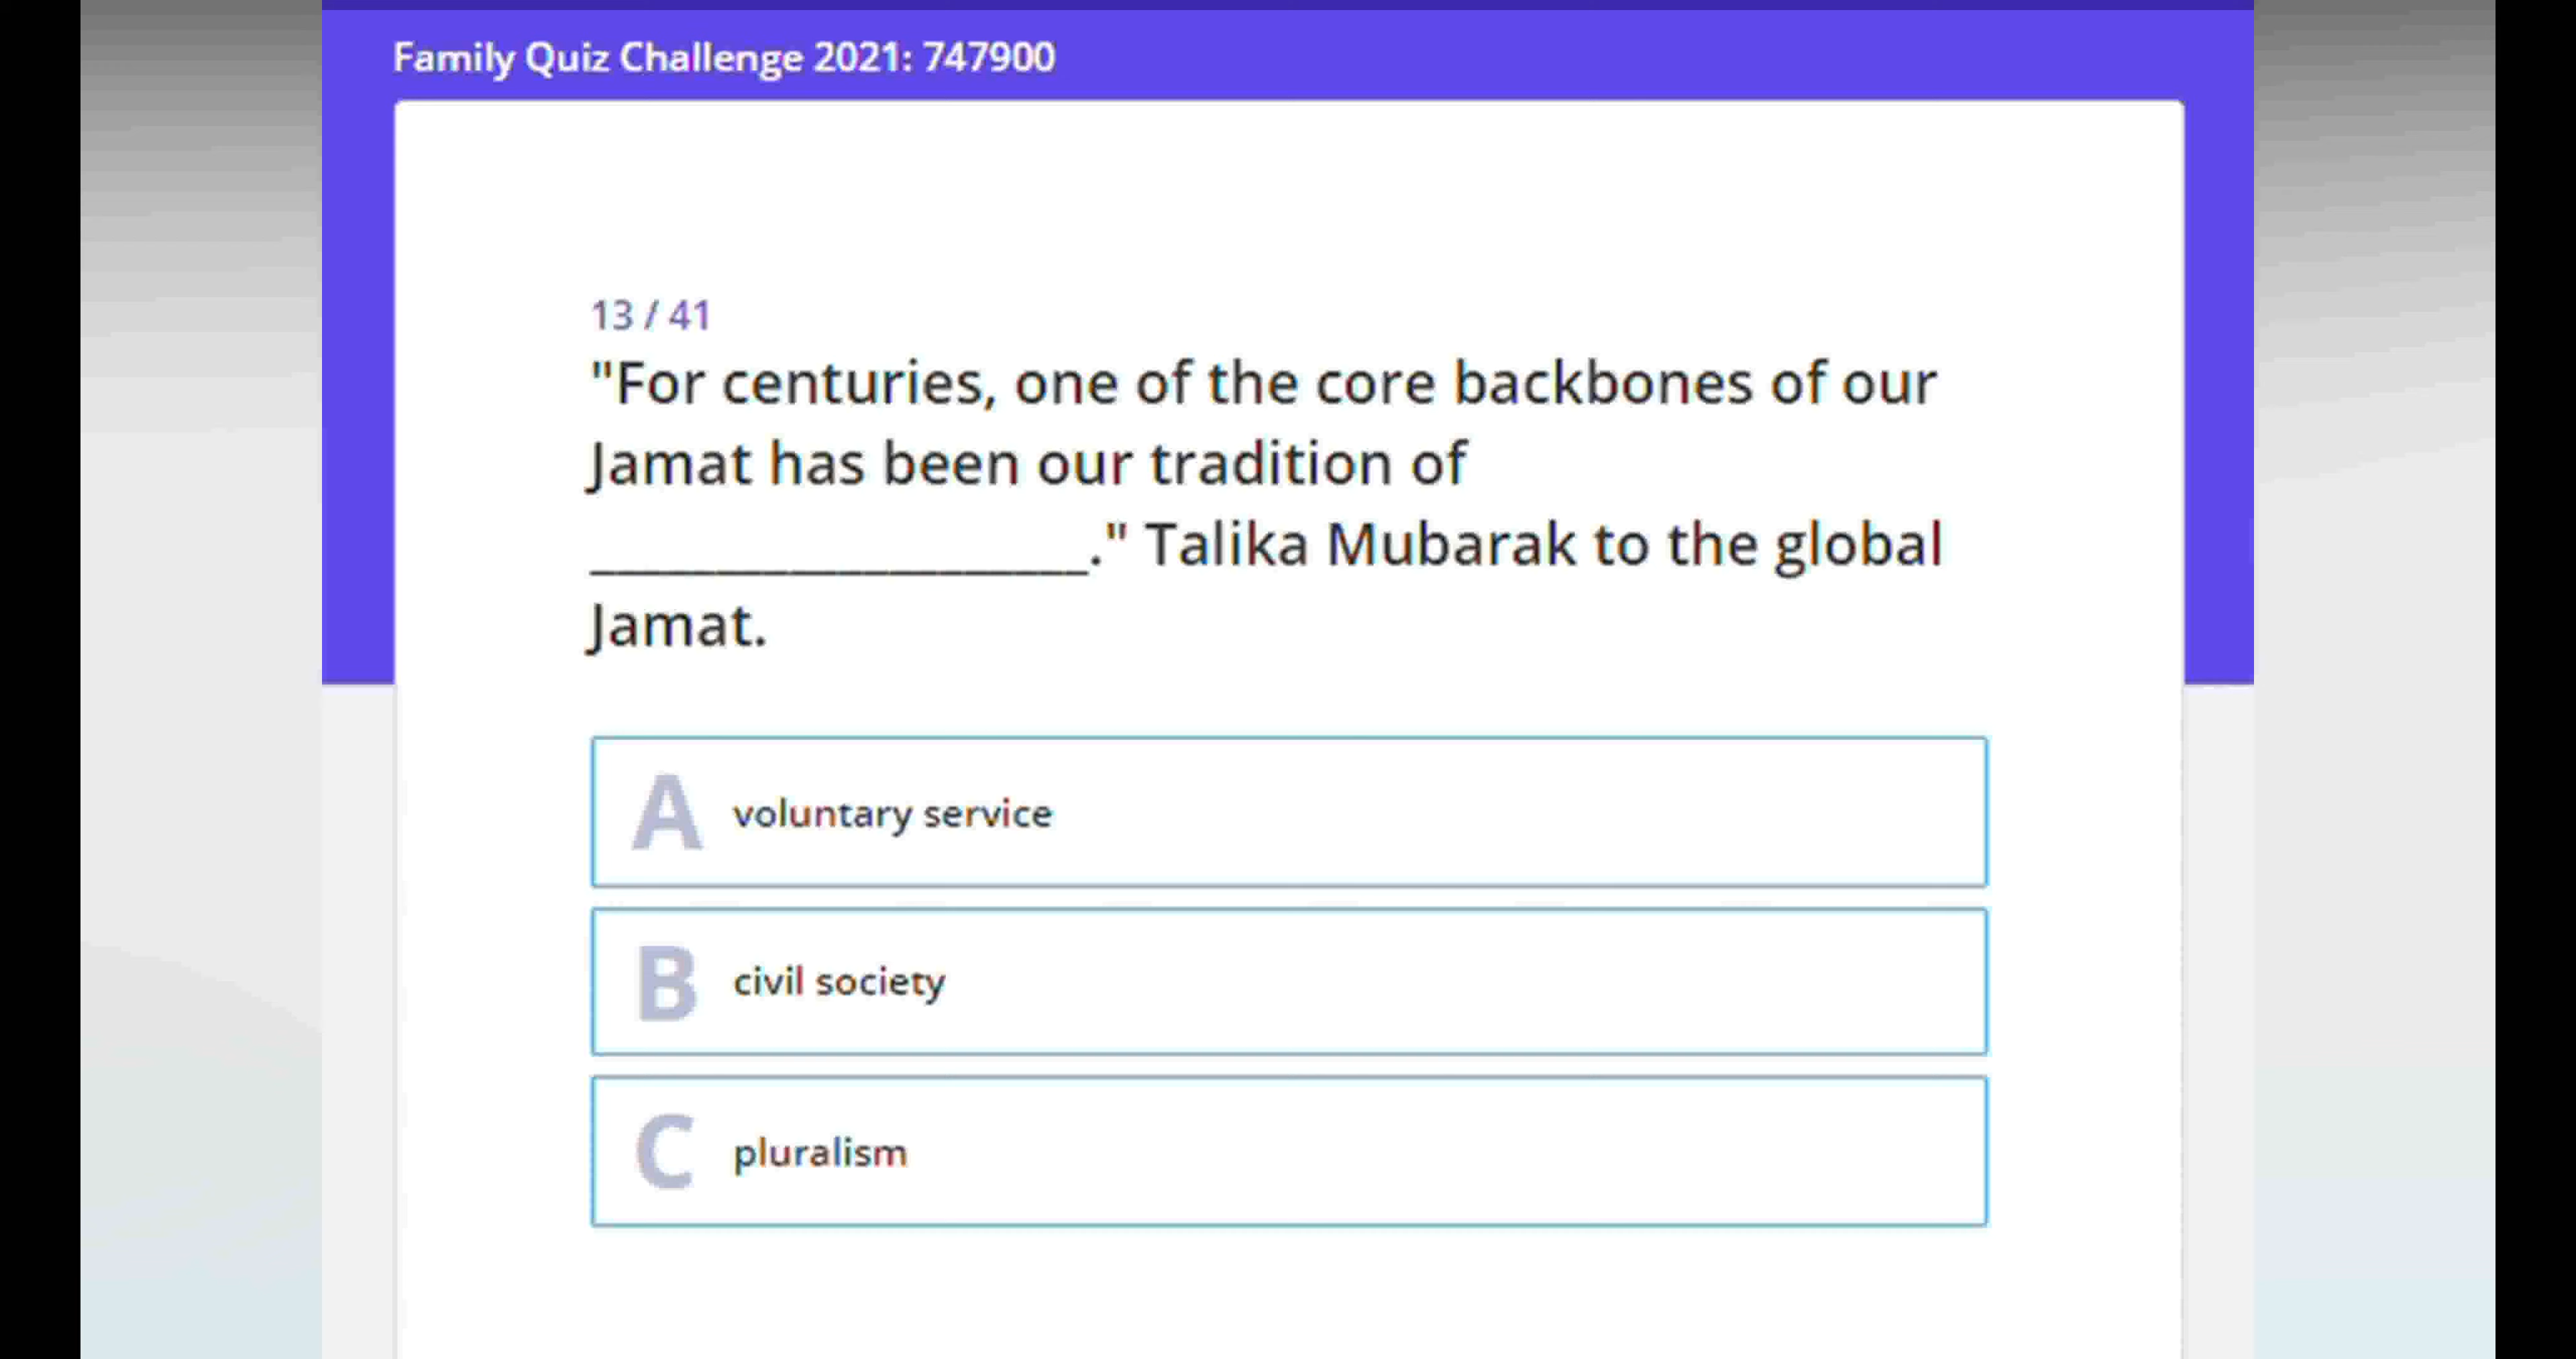 Family Quiz Challenge 2021: 747900
13 / 41
"For centuries, one of the core backbones of our
Jamat has been our tradition of
____________________." Talika Mubarak to the global
Jamat.
A voluntary service
B civil society
C pluralism